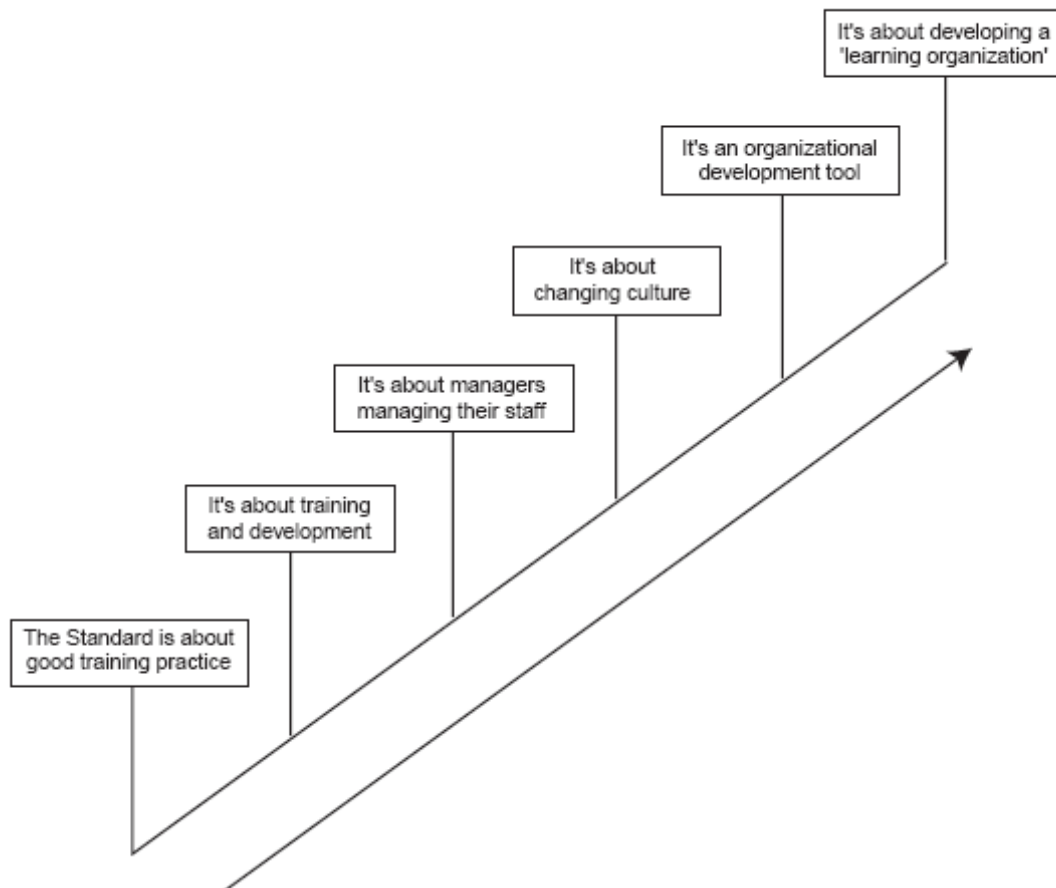 It's about developing a
'learning organization'
It's an organizational
development tool
It's about
changing culture
It's about managers
managing their staff
It's about training
and development
The Standard is about
good training practice